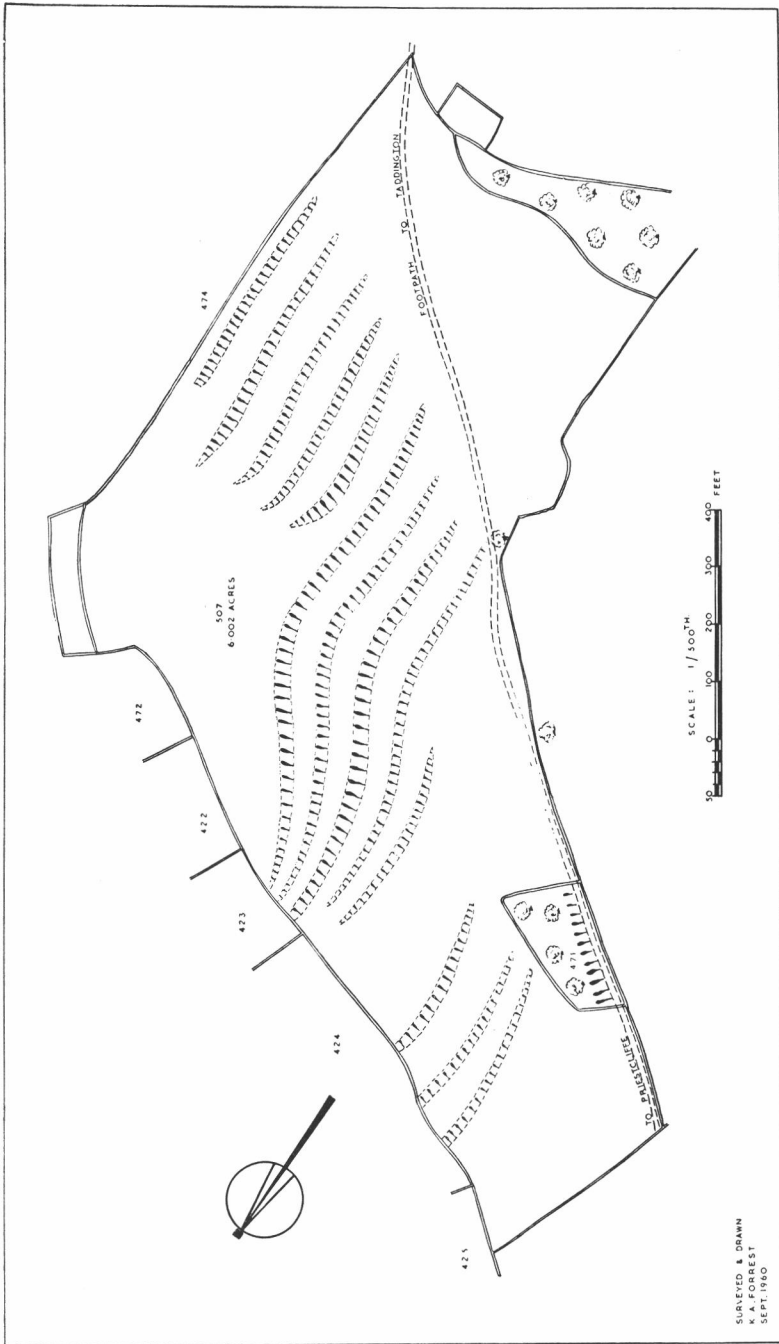 474
TO TADDINGTON
FOOTPATH
507
6·002 ACRES
472
422
423
424
425
471
TO PRIESTCLIFFE
SCALE: 1/500TH.
50 0 100 200 300 400 FEET
SURVEYED & DRAWN
K. A. FORREST
SEPT. 1960